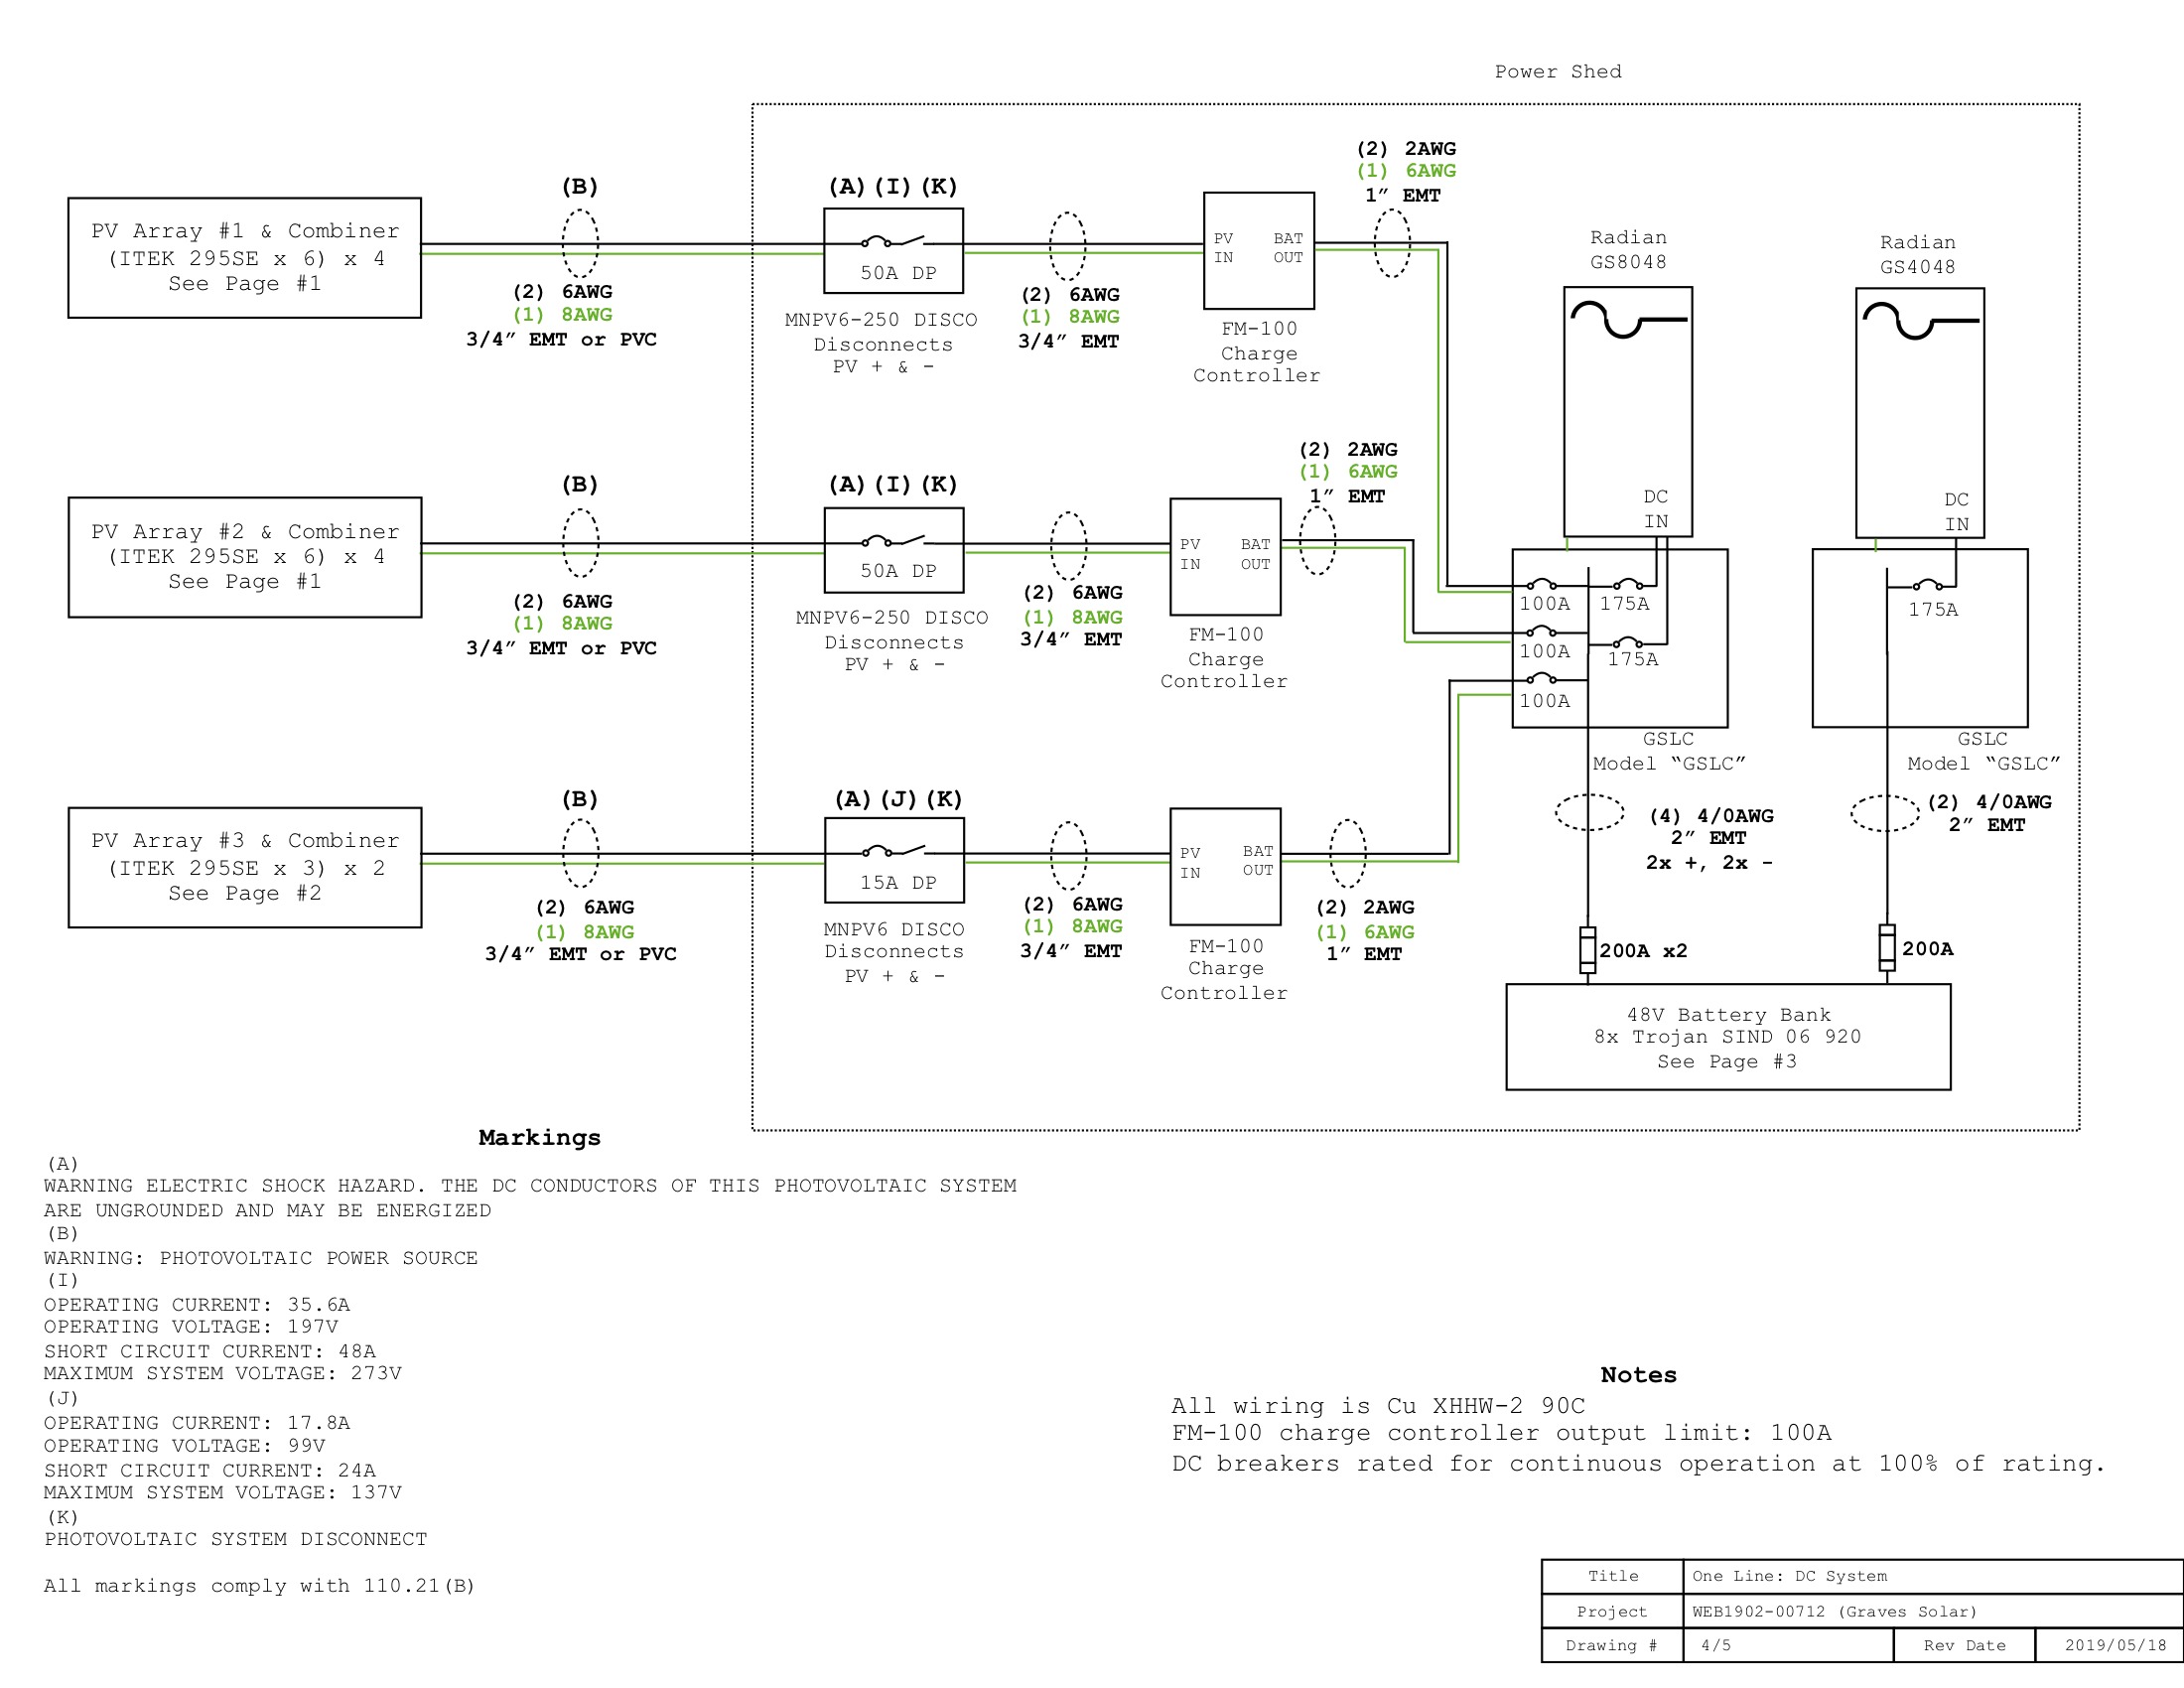 Power Shed
PV Array #1 & Combiner
(ITEK 295SE x 6) x 4
See Page #1
(B)
(2) 6AWG
(1) 8AWG
3/4” EMT or PVC
(A)(I)(K)
50A DP
MNPV6-250 DISCO
Disconnects
PV + & -
(2) 6AWG
(1) 8AWG
3/4” EMT
PV IN
BAT OUT
FM-100
Charge
Controller
(2) 2AWG
(1) 6AWG
1” EMT
Radian
GS8048
DC
IN
Radian
GS4048
DC
IN
PV Array #2 & Combiner
(ITEK 295SE x 6) x 4
See Page #1
(B)
(2) 6AWG
(1) 8AWG
3/4” EMT or PVC
(A)(I)(K)
50A DP
MNPV6-250 DISCO
Disconnects
PV + & -
(2) 6AWG
(1) 8AWG
3/4” EMT
PV IN
BAT OUT
FM-100
Charge
Controller
(2) 2AWG
(1) 6AWG
1” EMT
100A
175A
100A
175A
100A
GSLC
Model “GSLC”
175A
GSLC
Model “GSLC”
PV Array #3 & Combiner
(ITEK 295SE x 3) x 2
See Page #2
(B)
(2) 6AWG
(1) 8AWG
3/4” EMT or PVC
(A)(J)(K)
15A DP
MNPV6 DISCO
Disconnects
PV + & -
(2) 6AWG
(1) 8AWG
3/4” EMT
PV IN
BAT OUT
FM-100
Charge
Controller
(2) 2AWG
(1) 6AWG
1” EMT
(4) 4/0AWG
2” EMT
2x +, 2x -
(2) 4/0AWG
2” EMT
200A x2
200A
48V Battery Bank
8x Trojan SIND 06 920
See Page #3
Markings
(A)
WARNING ELECTRIC SHOCK HAZARD. THE DC CONDUCTORS OF THIS PHOTOVOLTAIC SYSTEM
ARE UNGROUNDED AND MAY BE ENERGIZED
(B)
WARNING: PHOTOVOLTAIC POWER SOURCE
(I)
OPERATING CURRENT: 35.6A
OPERATING VOLTAGE: 197V
SHORT CIRCUIT CURRENT: 48A
MAXIMUM SYSTEM VOLTAGE: 273V
(J)
OPERATING CURRENT: 17.8A
OPERATING VOLTAGE: 99V
SHORT CIRCUIT CURRENT: 24A
MAXIMUM SYSTEM VOLTAGE: 137V
(K)
PHOTOVOLTAIC SYSTEM DISCONNECT
All markings comply with 110.21(B)
Notes
All wiring is Cu XHHW-2 90C
FM-100 charge controller output limit: 100A
DC breakers rated for continuous operation at 100% of rating.
Title One Line: DC System
Project WEB1902-00712 (Graves Solar)
Drawing # 4/5 Rev Date 2019/05/18